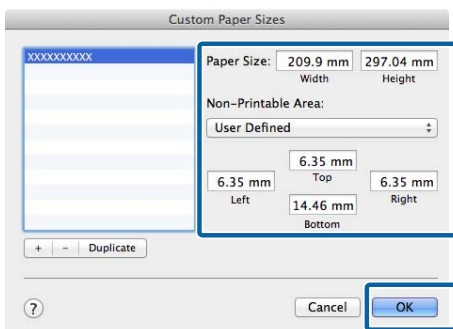 Custom Paper Sizes
XXXXXXXXXX
Paper Size: 209.9 mm 297.04 mm
Width Height
Non-Printable Area:
User Defined
6.35 mm
Top
6.35 mm 6.35 mm
Left Right
14.46 mm
Bottom
+ - Duplicate
? Cancel OK